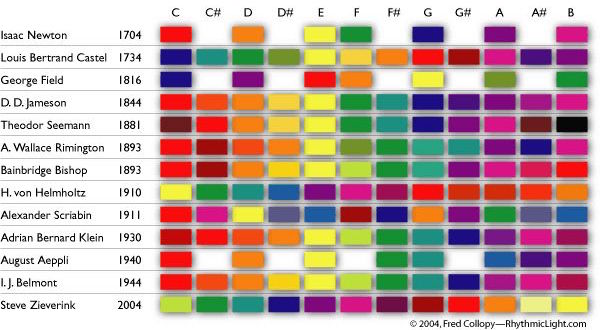 C C# D D# E F F# G G# A A# B
Isaac Newton 1704
Louis Bertrand Castel 1734
George Field 1816
D. D. Jameson 1844
Theodor Seemann 1881
A. Wallace Rimington 1893
Bainbridge Bishop 1893
H. von Helmholtz 1910
Alexander Scriabin 1911
Adrian Bernard Klein 1930
August Aeppli 1940
I. J. Belmont 1944
Steve Zieverink 2004
© 2004, Fred Collopy—RhythmicLight.com